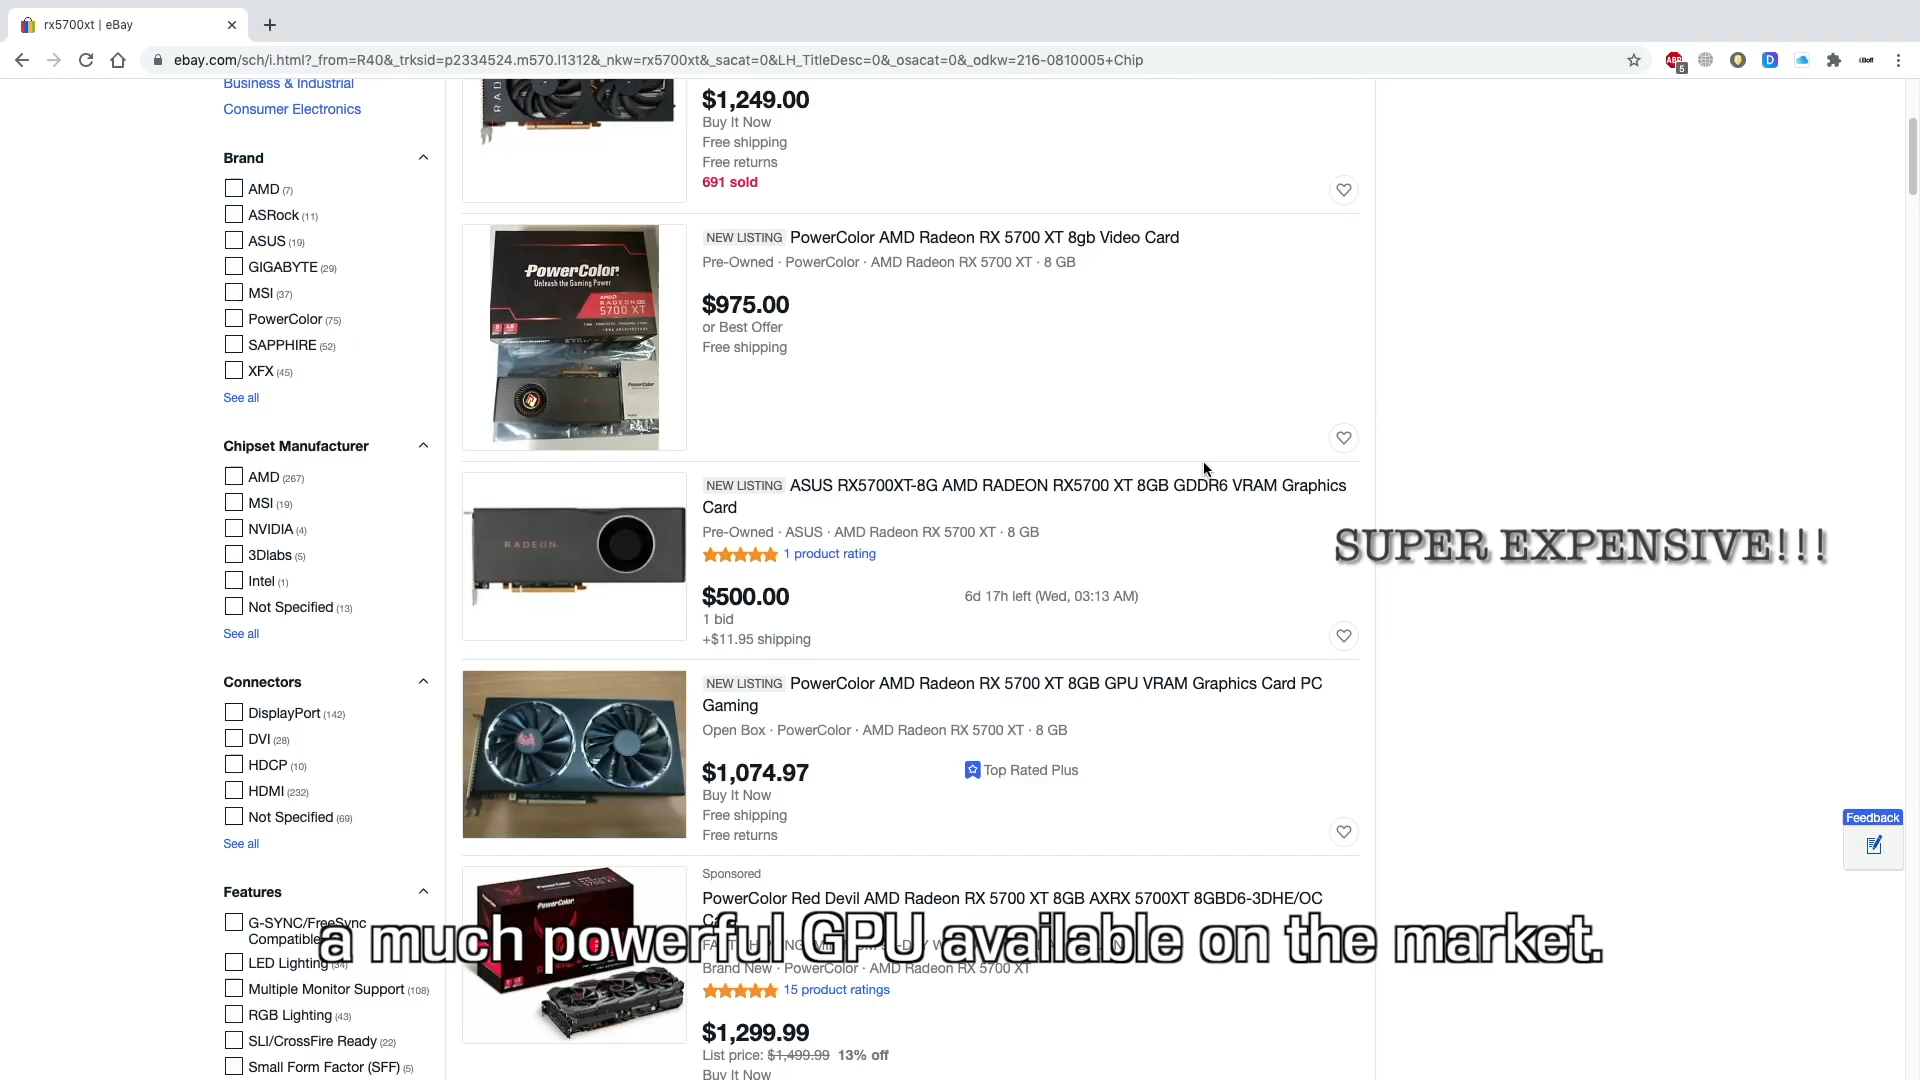 rx5700xt | eBay
ebay.com/sch/i.html?_from=R40&_trksid=p2334524.m570.l1312&_nkw=rx5700xt&_sacat=0&LH_TitleDesc=0&_osacat=0&_odkw=216-0810005+Chip
ABP
5
D
iBoff
Business & Industrial
Consumer Electronics
Brand
AMD (7)
ASRock (11)
ASUS (19)
GIGABYTE (29)
MSI (37)
PowerColor (75)
SAPPHIRE (52)
XFX (45)
See all
Chipset Manufacturer
AMD (267)
MSI (19)
NVIDIA (4)
3Dlabs (5)
Intel (1)
Not Specified (13)
See all
Connectors
DisplayPort (142)
DVI (28)
HDCP (10)
HDMI (232)
Not Specified (69)
See all
Features
G-SYNC/FreeSync
Compatible
LED Lighting (34)
Multiple Monitor Support (108)
RGB Lighting (43)
SLI/CrossFire Ready (22)
Small Form Factor (SFF) (5)
RAD
$1,249.00
Buy It Now
Free shipping
Free returns
691 sold
PowerColor
Unleash the Gaming Power
AMD
RADEON
5700 XT
PowerColor
NEW LISTING PowerColor AMD Radeon RX 5700 XT 8gb Video Card
Pre-Owned · PowerColor · AMD Radeon RX 5700 XT · 8 GB
$975.00
or Best Offer
Free shipping
RADEON
NEW LISTING ASUS RX5700XT-8G AMD RADEON RX5700 XT 8GB GDDR6 VRAM Graphics
Card
Pre-Owned · ASUS · AMD Radeon RX 5700 XT · 8 GB
1 product rating
$500.00
6d 17h left (Wed, 03:13 AM)
1 bid
+$11.95 shipping
SUPER EXPENSIVE!!!
NEW LISTING PowerColor AMD Radeon RX 5700 XT 8GB GPU VRAM Graphics Card PC
Gaming
Open Box · PowerColor · AMD Radeon RX 5700 XT · 8 GB
$1,074.97
Top Rated Plus
Buy It Now
Free shipping
Free returns
Feedback
Sponsored
PowerColor Red Devil AMD Radeon RX 5700 XT 8GB AXRX 5700XT 8GBD6-3DHE/OC
a much powerful GPU available on the market.
Brand New · PowerColor · AMD Radeon RX 5700 XT
15 product ratings
$1,299.99
List price: $1,499.99 13% off
Buy It Now